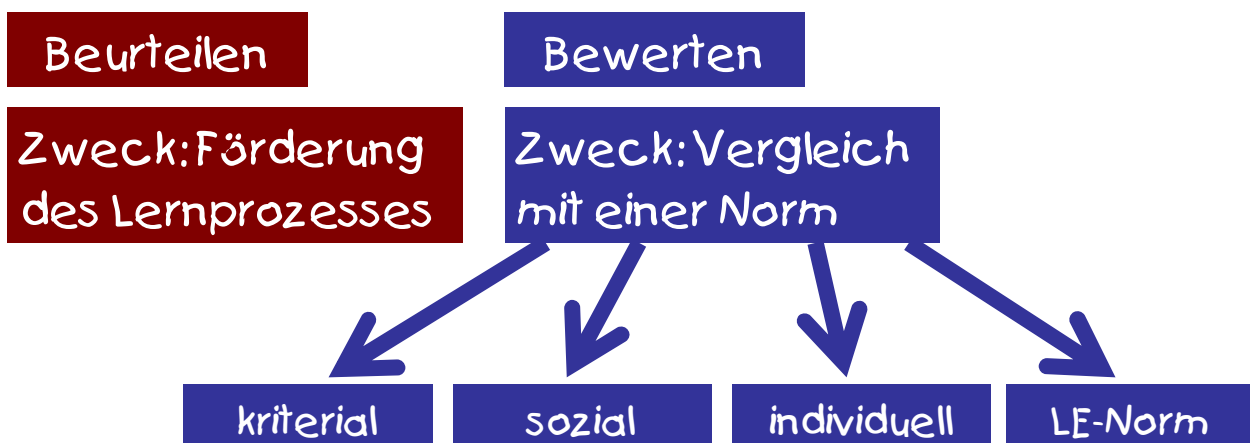 Beurteilen
Bewerten
Zweck: Förderung
des Lernprozesses
Zweck: Vergleich
mit einer Norm
kriterial
sozial
individuell
LE-Norm